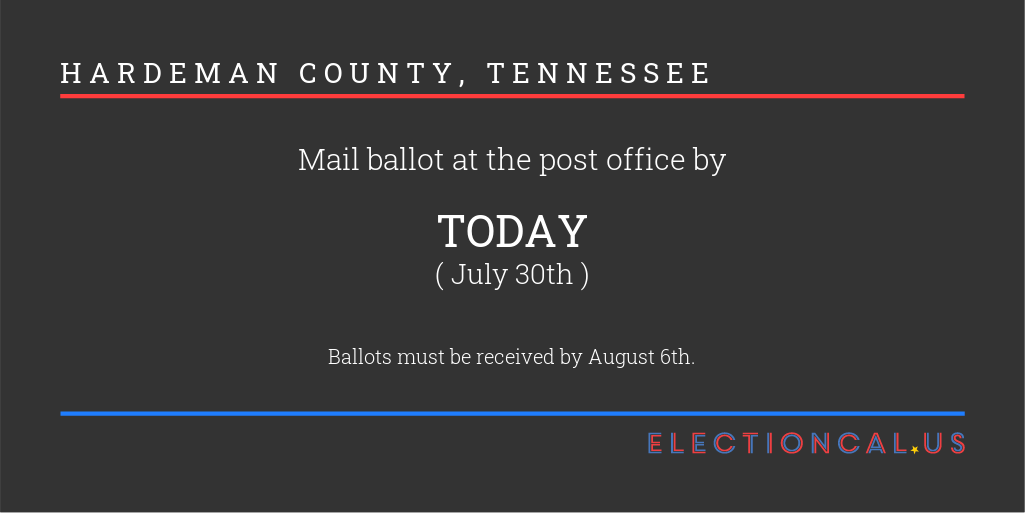 HARDEMAN COUNTY, TENNESSEE
Mail ballot at the post office by
TODAY
( July 30th )
Ballots must be received by August 6th.
ELECTIONCAL.US